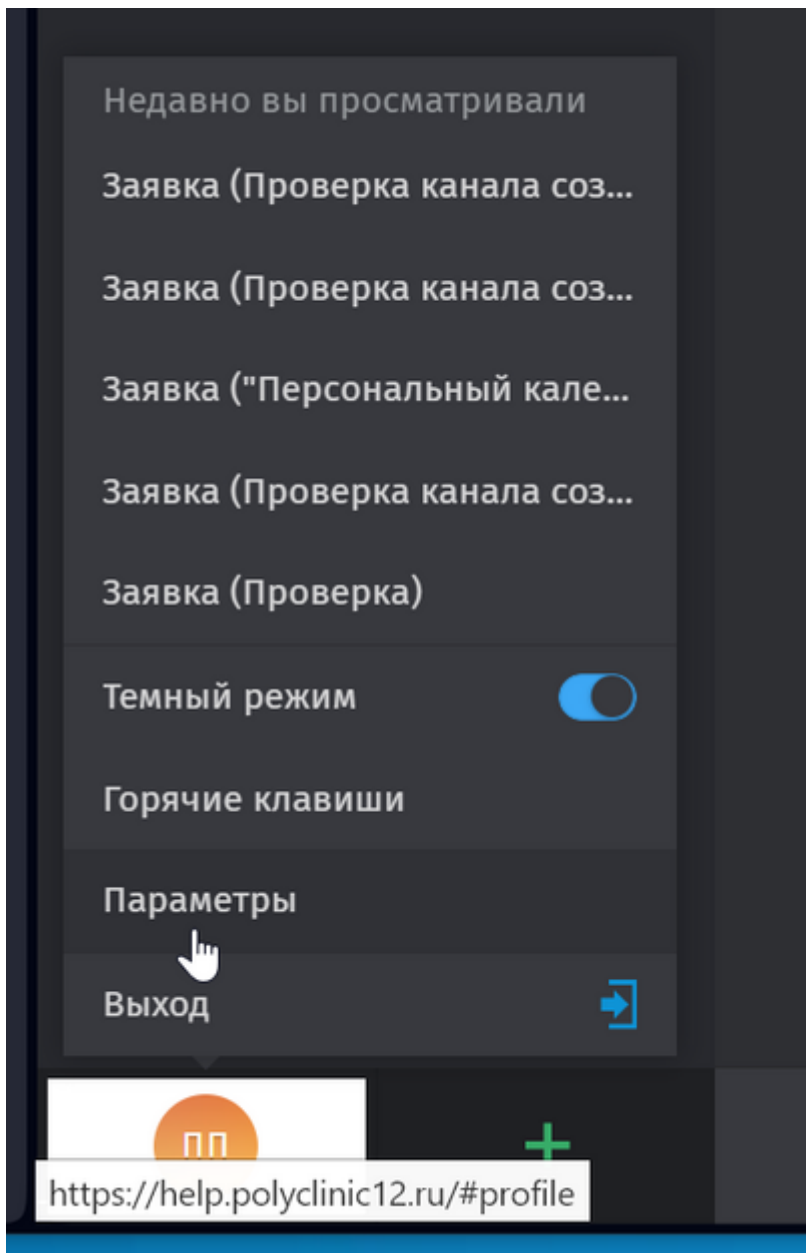 Недавно вы просматривали
Заявка (Проверка канала соз...
Заявка (Проверка канала соз...
Заявка ("Персональный кале...
Заявка (Проверка канала соз...
Заявка (Проверка)
Темный режим
Горячие клавиши
Параметры
Выход
ПП
https://help.polyclinic12.ru/#profile